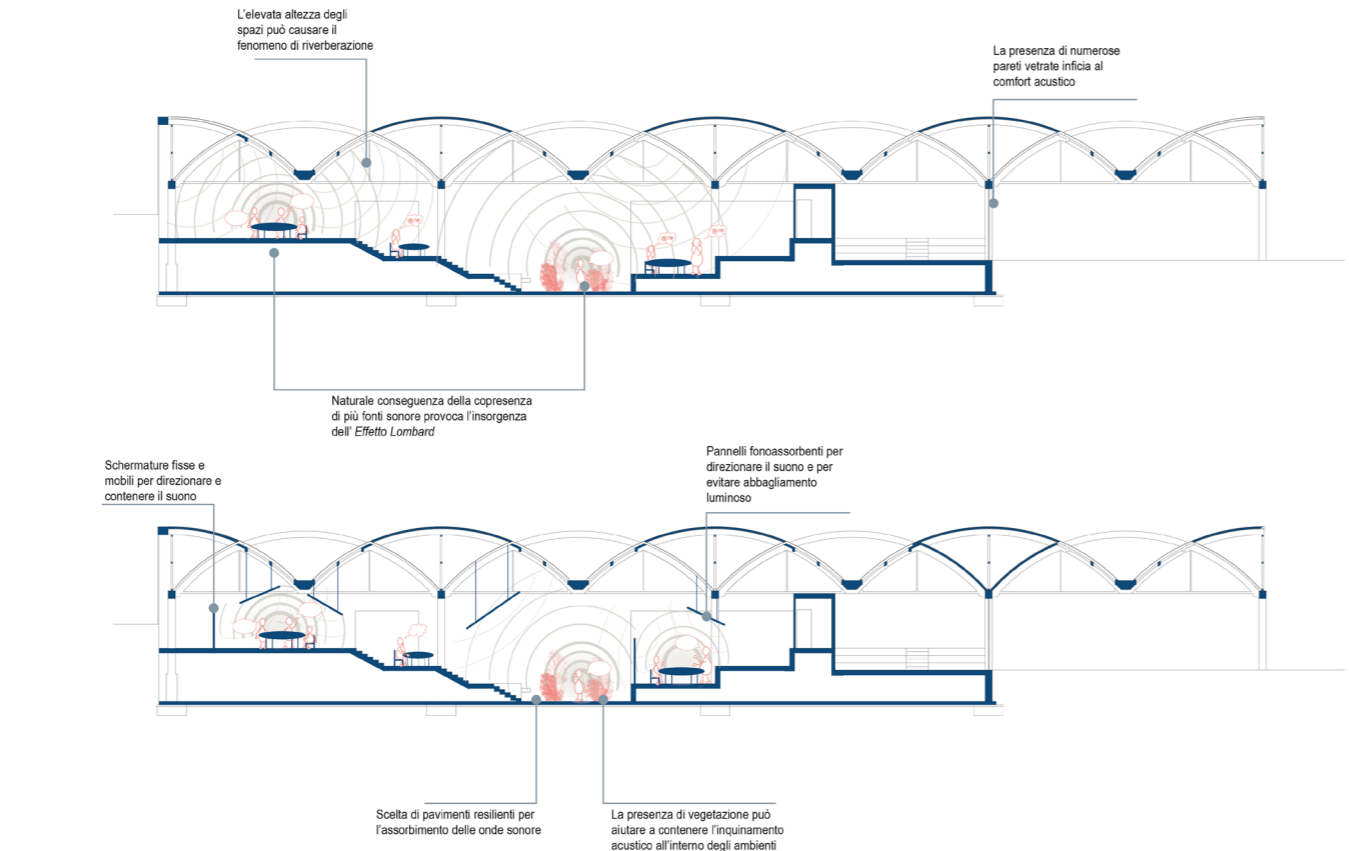 L'elevata altezza degli
spazi può causare il
fenomeno di riverberazione
La presenza di numerose
pareti vetrate inficia al
comfort acustico
Naturale conseguenza della copresenza
di più fonti sonore provoca l'insorgenza
dell' Effetto Lombard
Schermature fisse e
mobili per direzionare e
contenere il suono
Pannelli fonoassorbenti per
direzionare il suono e per
evitare abbagliamento
luminoso
Scelta di pavimenti resilienti per
l'assorbimento delle onde sonore
La presenza di vegetazione può
aiutare a contenere l'inquinamento
acustico all'interno degli ambienti